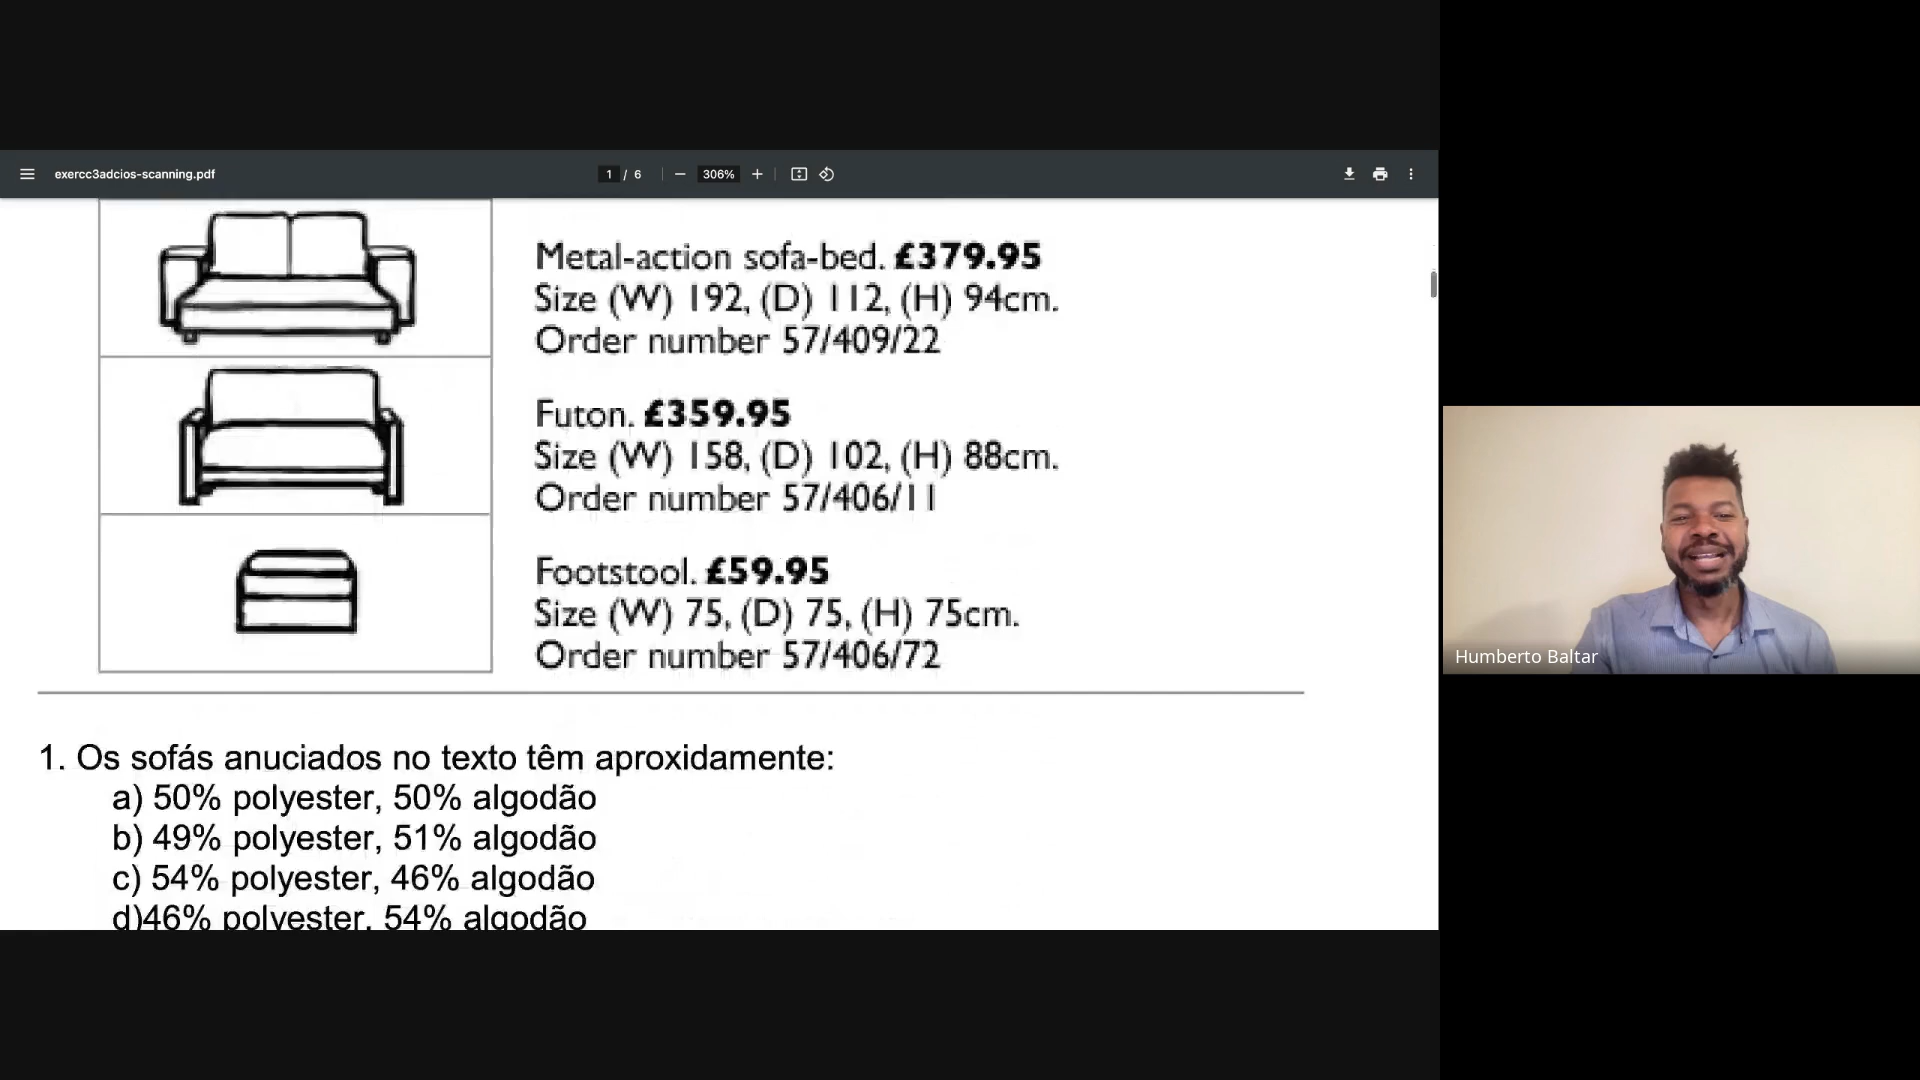 exercc3adcios-scanning.pdf
1 / 6
306%
Metal-action sofa-bed. £379.95
Size (W) 192, (D) 112, (H) 94cm.
Order number 57/409/22
Futon. £359.95
Size (W) 158, (D) 102, (H) 88cm.
Order number 57/406/11
Footstool. £59.95
Size (W) 75, (D) 75, (H) 75cm.
Order number 57/406/72
1. Os sofás anuciados no texto têm aproxidamente:
a) 50% polyester, 50% algodão
b) 49% polyester, 51% algodão
c) 54% polyester, 46% algodão
d)46% polyester, 54% algodão
Humberto Baltar